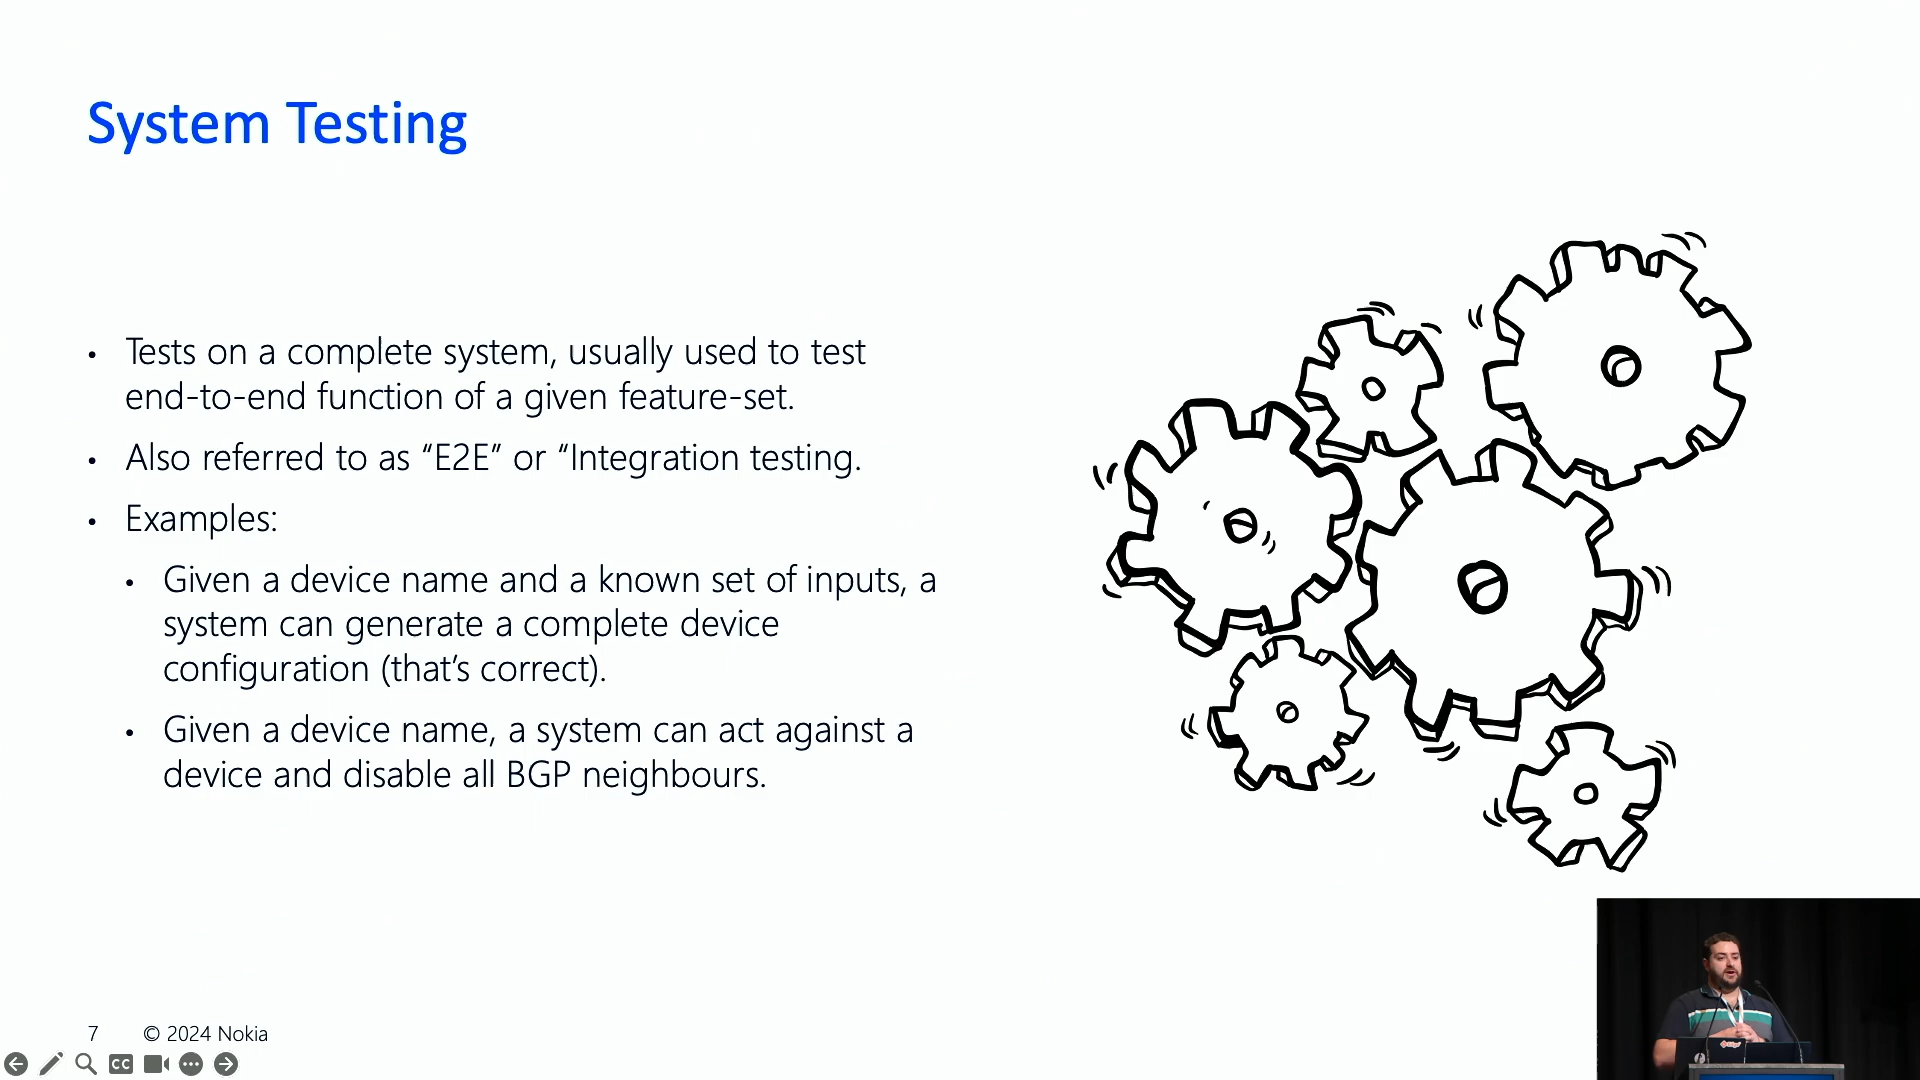 System Testing
• Tests on a complete system, usually used to test
end-to-end function of a given feature-set.
• Also referred to as “E2E” or “Integration testing.
• Examples:
• Given a device name and a known set of inputs, a
system can generate a complete device
configuration (that’s correct).
• Given a device name, a system can act against a
device and disable all BGP neighbours.
7 © 2024 Nokia
CC